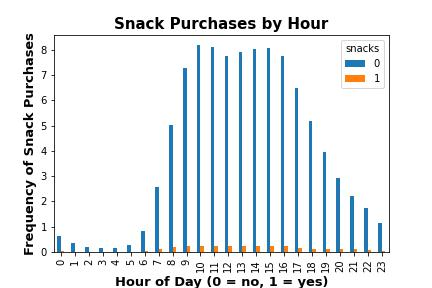 Snack Purchases by Hour
snacks
0
1
Frequency of Snack Purchases
8
7
6
5
4
3
2
1
0
0 1 2 3 4 5 6 7 8 9 10 11 12 13 14 15 16 17 18 19 20 21 22 23
Hour of Day (0 = no, 1 = yes)